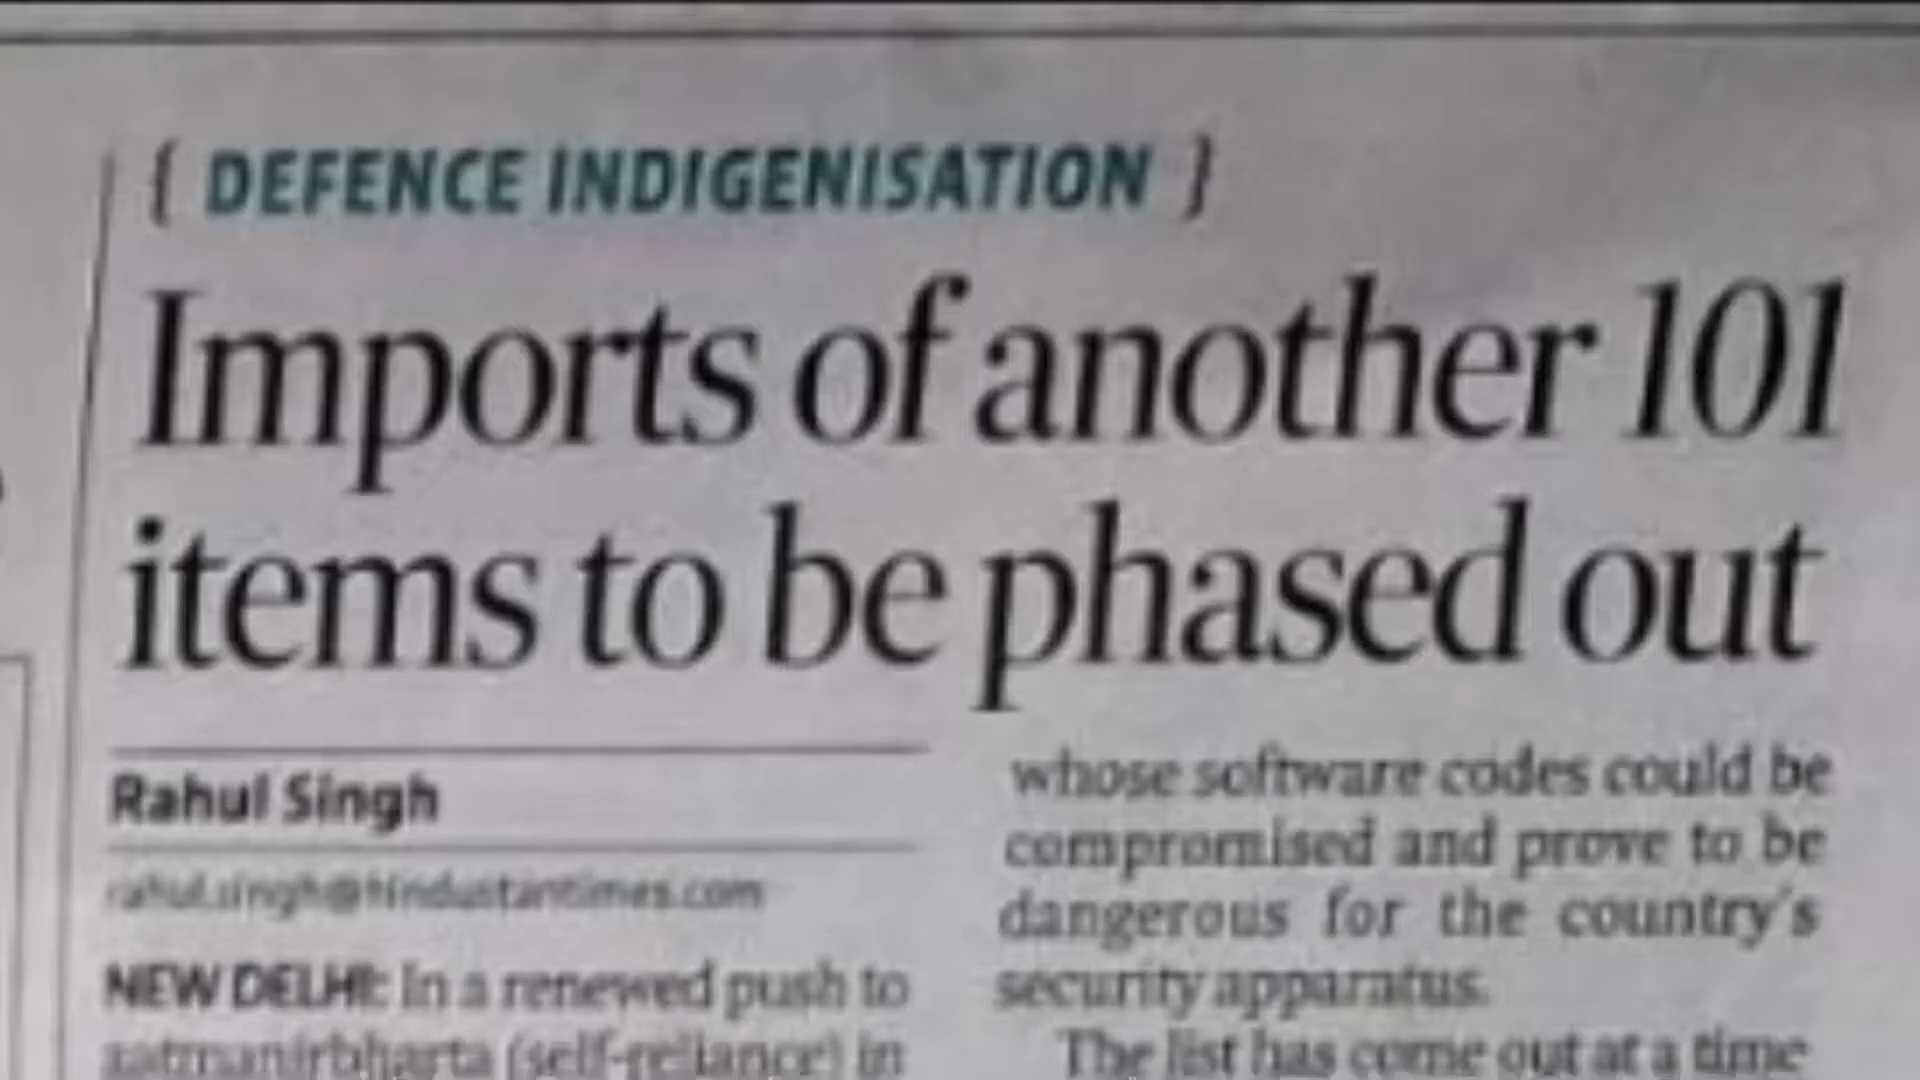 { DEFENCE INDIGENISATION }
Imports of another 101
items to be phased out
Rahul Singh
rahul.singh@hindustantimes.com
NEW DELHI: In a renewed push to
aatmanirbharta (self-reliance) in
whose software codes could be
compromised and prove to be
dangerous for the country's
security apparatus.
The list has come out at a time